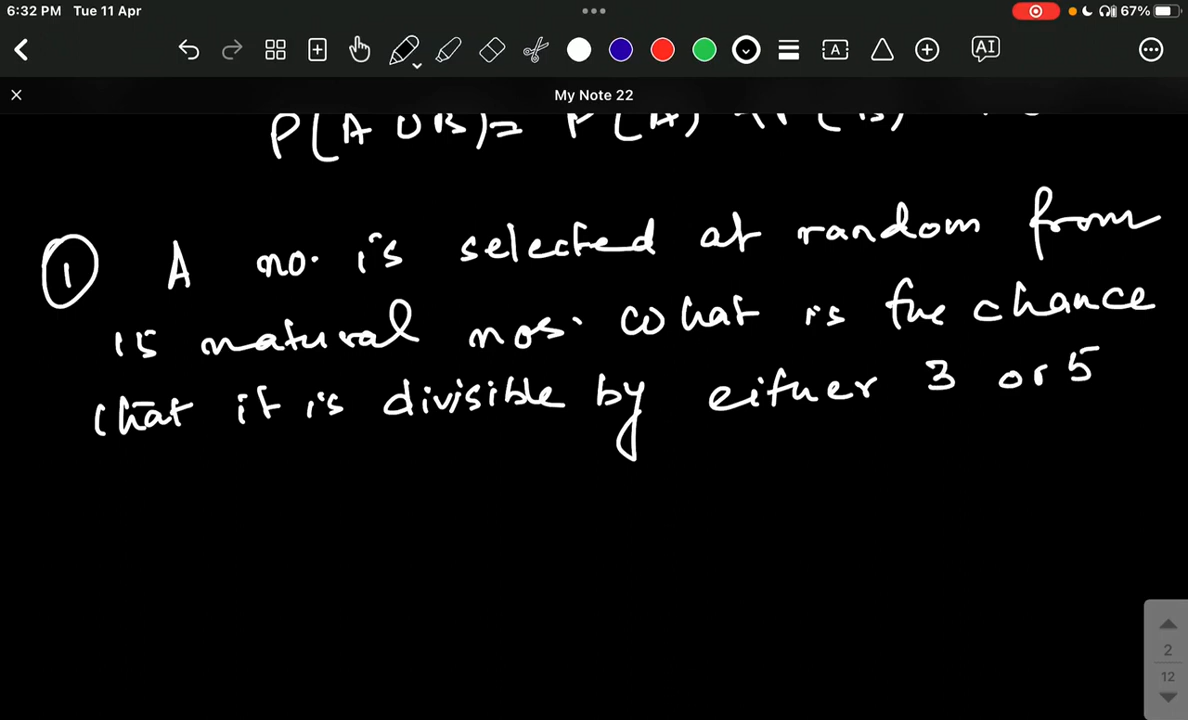 6:32 PM Tue 11 Apr
67%
A
AI
My Note 22
P(A U B) = P(A)
① A no. is selected at random from
15 natural nos. what is the chance
that it is divisible by either 3 or 5
2
12